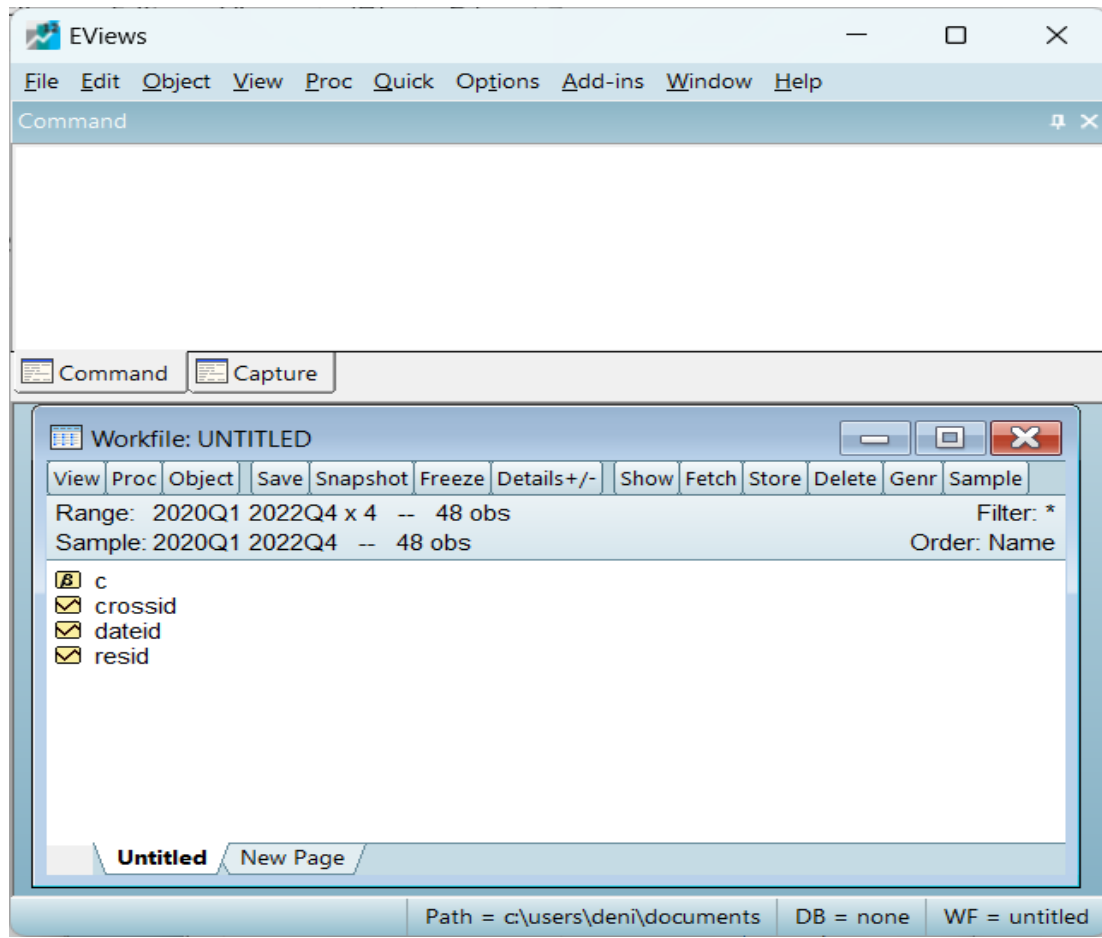 EViews
File Edit Object View Proc Quick Options Add-ins Window Help
Command
Command Capture
Workfile: UNTITLED
View Proc Object Save Snapshot Freeze Details+/- Show Fetch Store Delete Genr Sample
Range: 2020Q1 2022Q4 x 4 -- 48 obs Filter: *
Sample: 2020Q1 2022Q4 -- 48 obs Order: Name
β c
crossid
dateid
resid
Untitled New Page
Path = c:\users\deni\documents DB = none WF = untitled